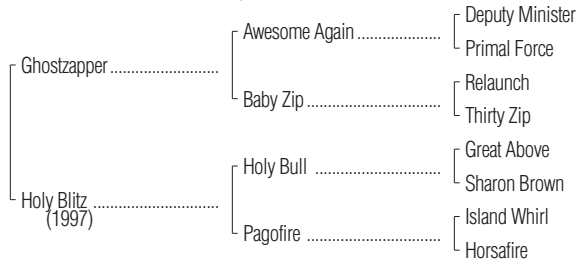 Deputy Minister
Awesome Again ..................
Primal Force
Ghostzapper ........................
Relaunch
Baby Zip .............................
Thirty Zip
Great Above
Holy Bull ...........................
Sharon Brown
Holy Blitz ...........................
(1997)
Island Whirl
Pagofire .............................
Horsafire